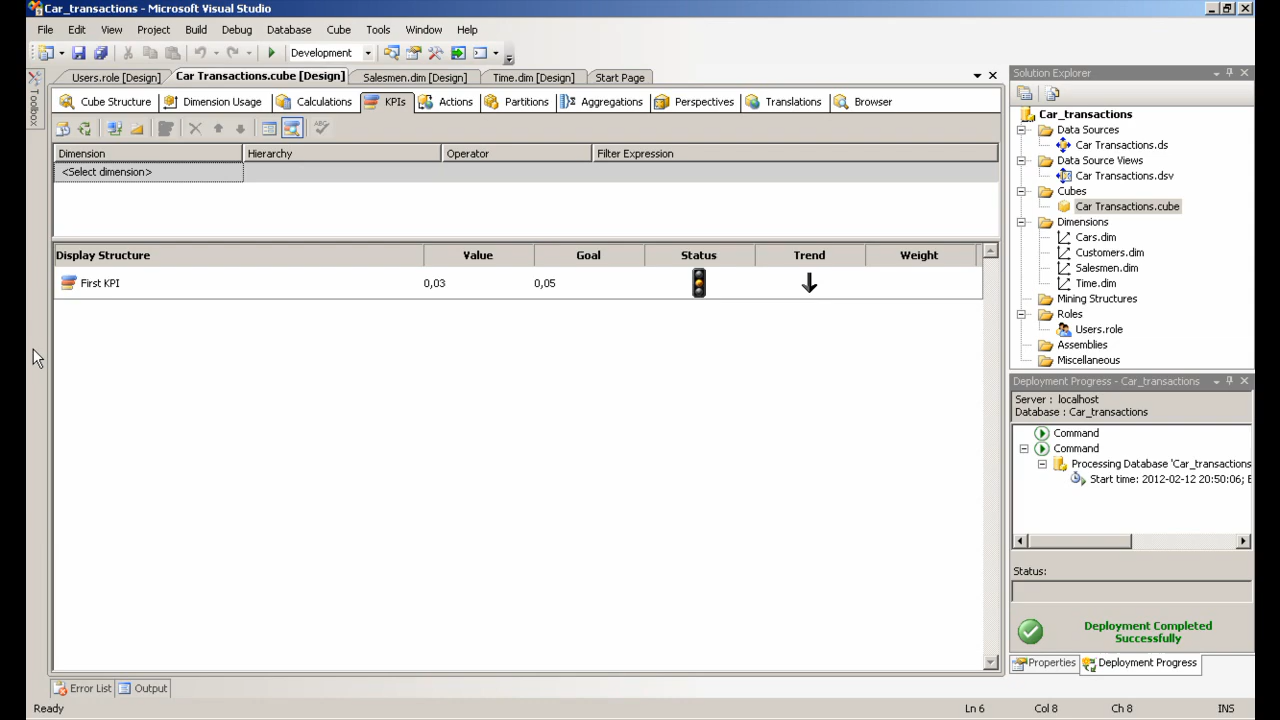 Car_transactions - Microsoft Visual Studio
File Edit View Project Build Debug Database Cube Tools Window Help
Development
Users.role [Design] Car Transactions.cube [Design] Salesmen.dim [Design] Time.dim [Design] Start Page
Cube Structure Dimension Usage Calculations KPIs Actions Partitions Aggregations Perspectives Translations Browser
Toolbox
Dimension Hierarchy Operator Filter Expression
<Select dimension>
Display Structure Value Goal Status Trend Weight
First KPI 0,03 0,05
Solution Explorer
Car_transactions
Data Sources
Car Transactions.ds
Data Source Views
Car Transactions.dsv
Cubes
Car Transactions.cube
Dimensions
Cars.dim
Customers.dim
Salesmen.dim
Time.dim
Mining Structures
Roles
Users.role
Assemblies
Miscellaneous
Deployment Progress - Car_transactions
Server : localhost
Database : Car_transactions
Command
Command
Processing Database 'Car_transactions
Start time: 2012-02-12 20:50:06; E
Status:
Deployment Completed
Successfully
Properties Deployment Progress
Error List Output
Ready Ln 6 Col 8 Ch 8 INS